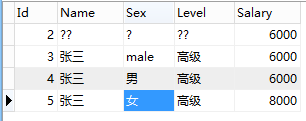 Id Name Sex Level Salary
2 ?? ? ?? 6000
3 张三 male 高级 6000
4 张三 男 高级 6000
5 张三 女 高级 8000